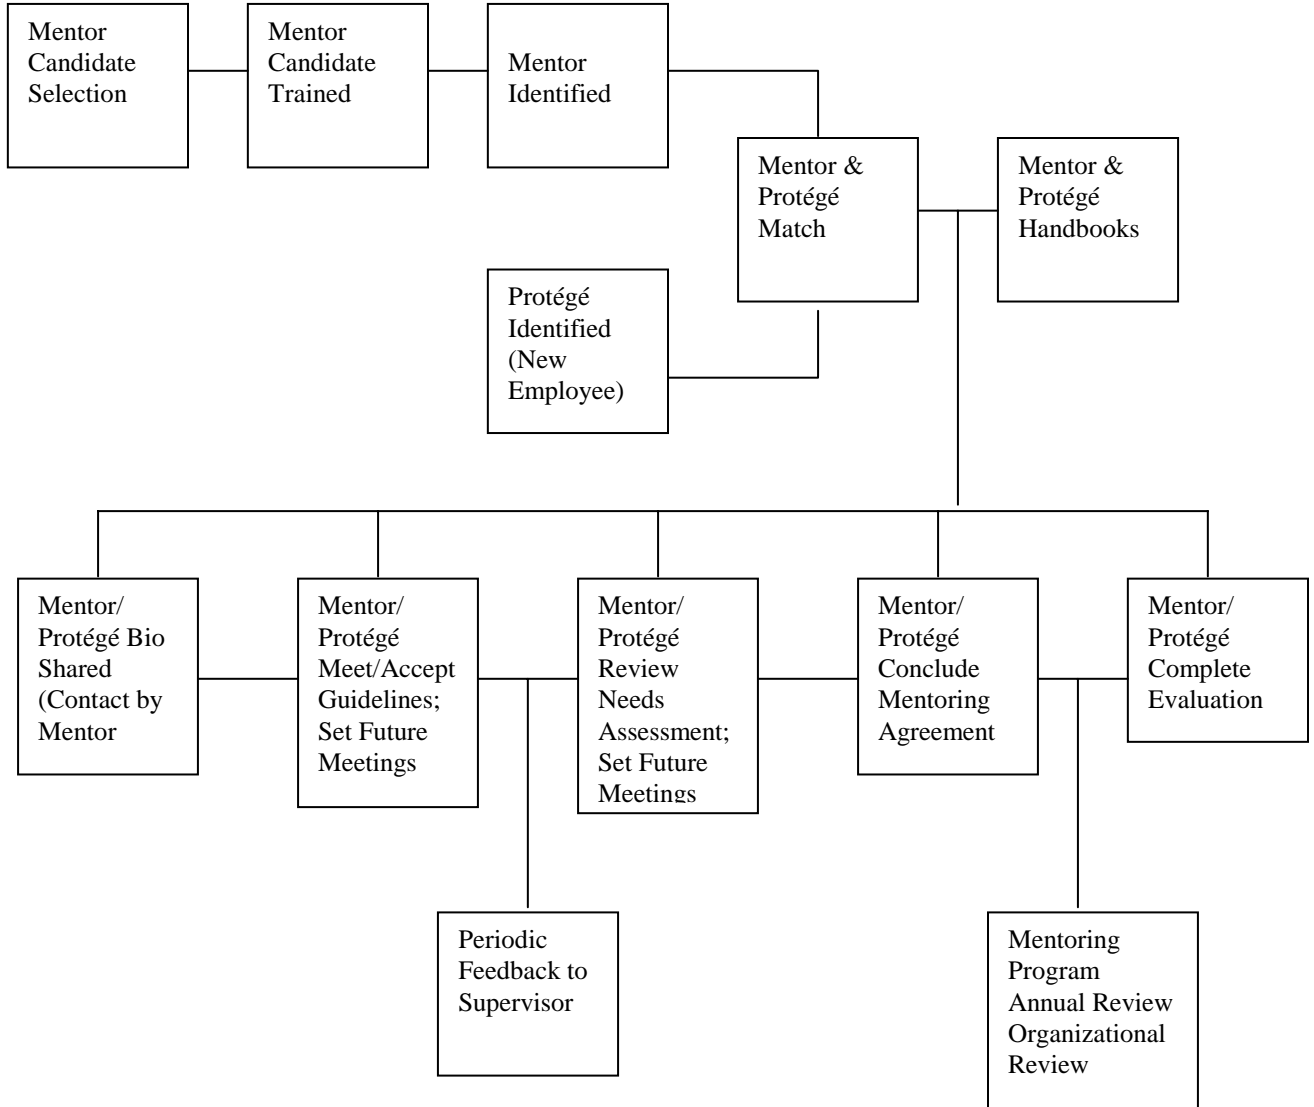 Mentor
Candidate
Selection
Mentor
Candidate
Trained
Mentor
Identified
Mentor &
Protégé
Match
Mentor &
Protégé
Handbooks
Protégé
Identified
(New
Employee)
Mentor/
Protégé Bio
Shared
(Contact by
Mentor
Mentor/
Protégé
Meet/Accept
Guidelines;
Set Future
Meetings
Mentor/
Protégé
Review
Needs
Assessment;
Set Future
Meetings
Mentor/
Protégé
Conclude
Mentoring
Agreement
Mentor/
Protégé
Complete
Evaluation
Periodic
Feedback to
Supervisor
Mentoring
Program
Annual Review
Organizational
Review